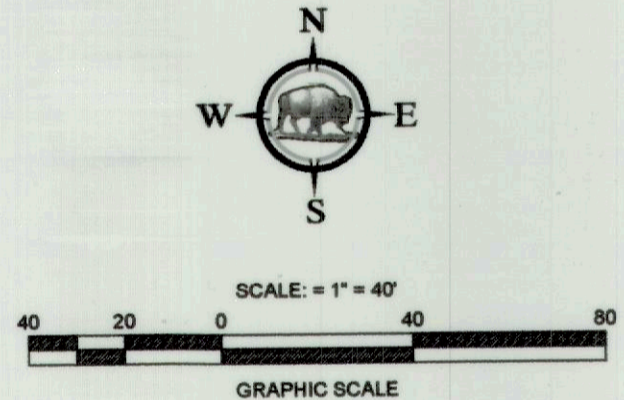 N
W E
S
SCALE: = 1" = 40'
40 20 0 40 80
GRAPHIC SCALE